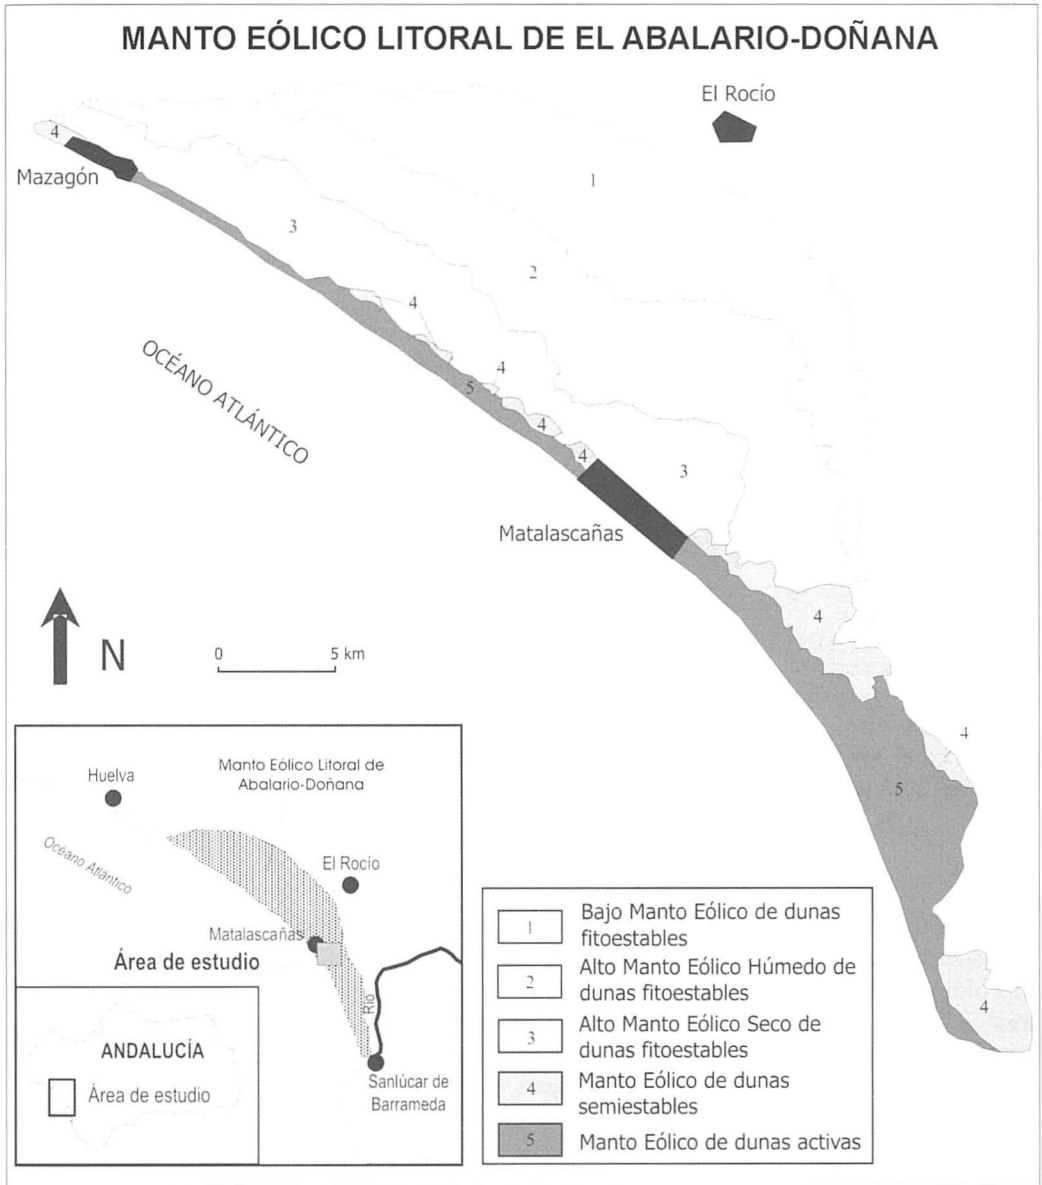 MANTO EÓLICO LITORAL DE EL ABALARIO-DOÑANA
El Rocío
4
Mazagón
1
3
2
4
OCÉANO ATLÁNTICO
4
5
4
4
3
Matalascañas
4
N
0 5 km
4
5
4
Huelva
Manto Eólico Litoral de
Abalario-Doñana
Océano Atlántico
El Rocio
Matalascañas
Área de estudio
Río
Sanlúcar de
Barrameda
ANDALUCÍA
Área de estudio
1 Bajo Manto Eólico de dunas
fitoestables
2 Alto Manto Eólico Húmedo de
dunas fitoestables
3 Alto Manto Eólico Seco de
dunas fitoestables
4 Manto Eólico de dunas
semiestables
5 Manto Eólico de dunas activas